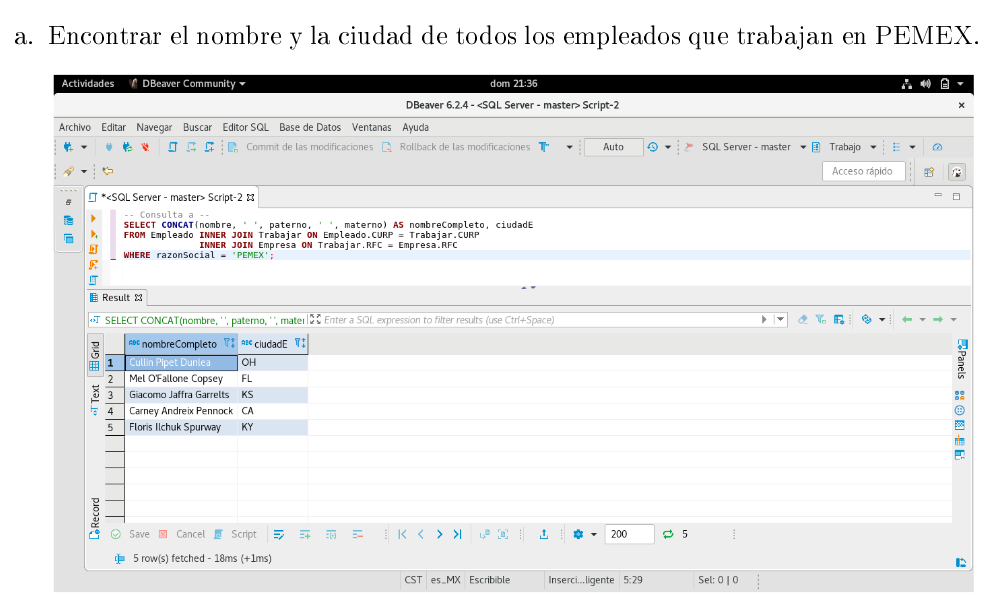 a. Encontrar el nombre y la ciudad de todos los empleados que trabajan en PEMEX.
Actividades DBeaver Community dom 21:36
DBeaver 6.2.4 - <SQL Server - master> Script-2
Archivo Editar Navegar Buscar Editor SQL Base de Datos Ventanas Ayuda
Commit de las modificaciones Rollback de las modificaciones Auto SQL Server - master Trabajo
Acceso rápido
*<SQL Server - master> Script-2
-- Consulta a --
SELECT CONCAT(nombre, ' ', paterno, ' ', materno) AS nombreCompleto, ciudadE
FROM Empleado INNER JOIN Trabajar ON Empleado.CURP = Trabajar.CURP
INNER JOIN Empresa ON Trabajar.RFC = Empresa.RFC
WHERE razonSocial = 'PEMEX';
Result
SELECT CONCAT(nombre, ' ', paterno, ' ', mater Enter a SQL expression to filter results (use Ctrl+Space)
Grid
Text
Record
Panels
nombreCompleto ciudadE
1 Cullin Pipet Dunlea OH
2 Mel O'Fallone Copsey FL
3 Giacomo Jaffra Garrelts KS
4 Carney Andreix Pennock CA
5 Floris Ilchuk Spurway KY
Save Cancel Script 200 5
5 row(s) fetched - 18ms (+1ms)
CST es_MX Escribible Inserci...ligente 5:29 Sel: 0 | 0